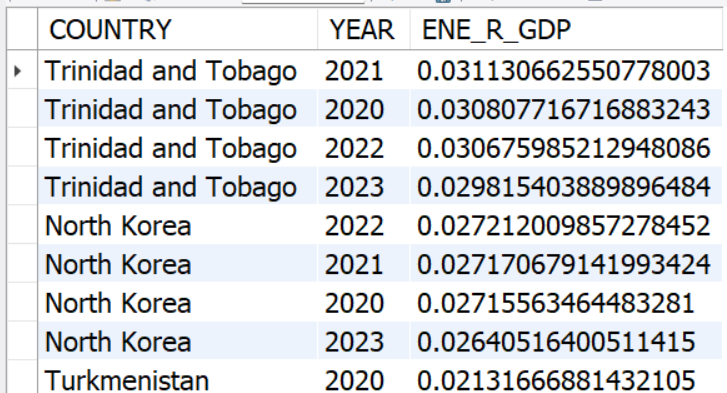 COUNTRY YEAR ENE_R_GDP
Trinidad and Tobago 2021 0.031130662550778003
Trinidad and Tobago 2020 0.030807716716883243
Trinidad and Tobago 2022 0.030675985212948086
Trinidad and Tobago 2023 0.029815403889896484
North Korea 2022 0.027212009857278452
North Korea 2021 0.027170679141993424
North Korea 2020 0.02715563464483281
North Korea 2023 0.02640516400511415
Turkmenistan 2020 0.02131666881432105